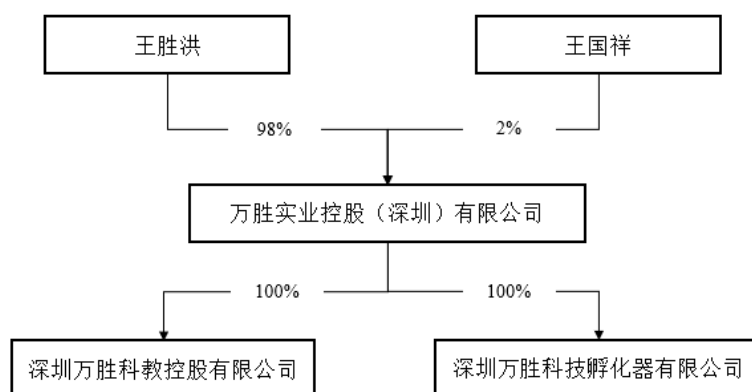 王胜洪
王国祥
98%
2%
万胜实业控股（深圳）有限公司
100%
100%
深圳万胜科教控股有限公司
深圳万胜科技孵化器有限公司